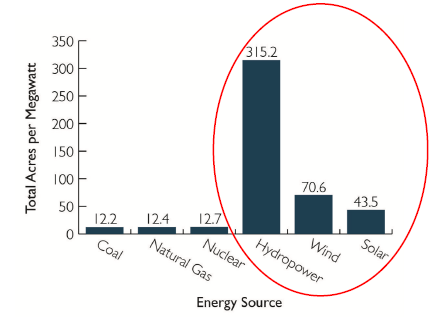 Total Acres per Megawatt
350
300
250
200
150
100
50
0
12.2
12.4
12.7
315.2
70.6
43.5
Coal
Natural Gas
Nuclear
Hydropower
Wind
Solar
Energy Source